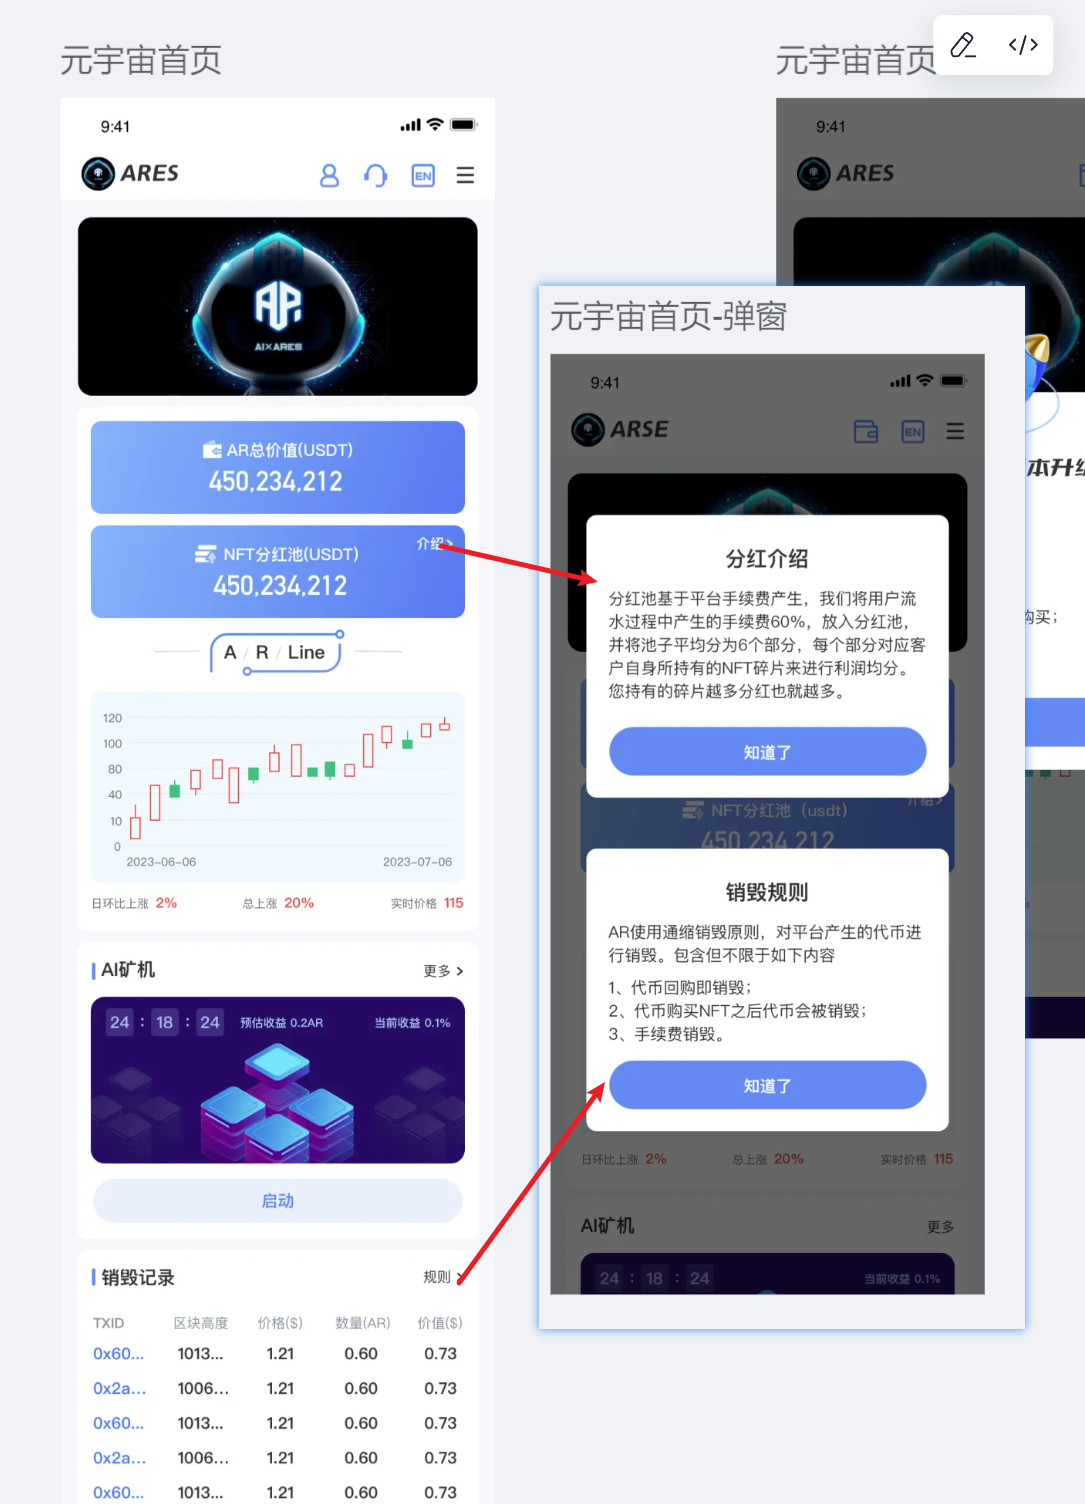 元宇宙首页
9:41
ARES
EN
AP.
AI×ARES
AR总价值(USDT)
450,234,212
NFT分红池(USDT)
介绍>
450,234,212
A / R / Line
120
100
80
40
10
0
2023-06-06
2023-07-06
日环比上涨 2%
总上涨 20%
实时价格 115
AI矿机
更多 >
24 : 18 : 24
预估收益 0.2AR
当前收益 0.1%
启动
销毁记录
规则 >
TXID 区块高度 价格($) 数量(AR) 价值($)
0x60... 1013... 1.21 0.60 0.73
0x2a... 1006... 1.21 0.60 0.73
0x60... 1013... 1.21 0.60 0.73
0x2a... 1006... 1.21 0.60 0.73
0x60... 1013... 1.21 0.60 0.73
元宇宙首页-弹窗
9:41
ARSE
EN
分红介绍
分红池基于平台手续费产生，我们将用户流
水过程中产生的手续费60%，放入分红池，
并将池子平均分为6个部分，每个部分对应客
户自身所持有的NFT碎片来进行利润均分。
您持有的碎片越多分红也就越多。
知道了
介绍>
NFT分红池（usdt）
450,234,212
销毁规则
AR使用通缩销毁原则，对平台产生的代币进
行销毁。包含但不限于如下内容
1、代币回购即销毁；
2、代币购买NFT之后代币会被销毁；
3、手续费销毁。
知道了
日环比上涨 2%
总上涨 20%
实时价格 115
AI矿机
更多
24 : 18 : 24
当前收益 0.1%
元宇宙首页
</>
9:41
ARES
本升级
购买；